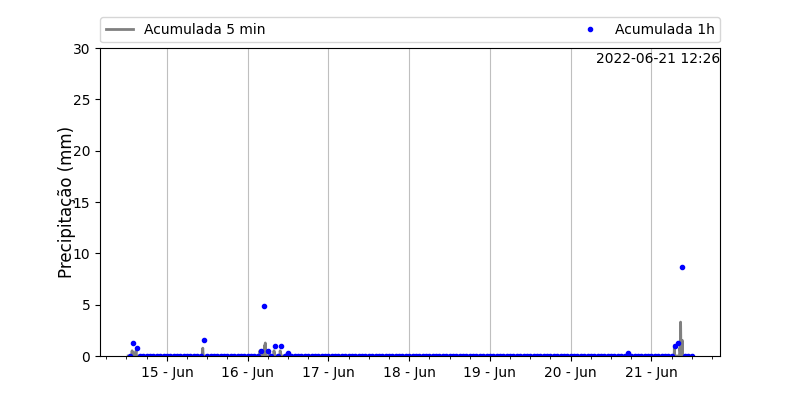 Acumulada 5 min
Acumulada 1h
2022-06-21 12:26
Precipitação (mm)
30
25
20
15
10
5
0
15 - Jun
16 - Jun
17 - Jun
18 - Jun
19 - Jun
20 - Jun
21 - Jun